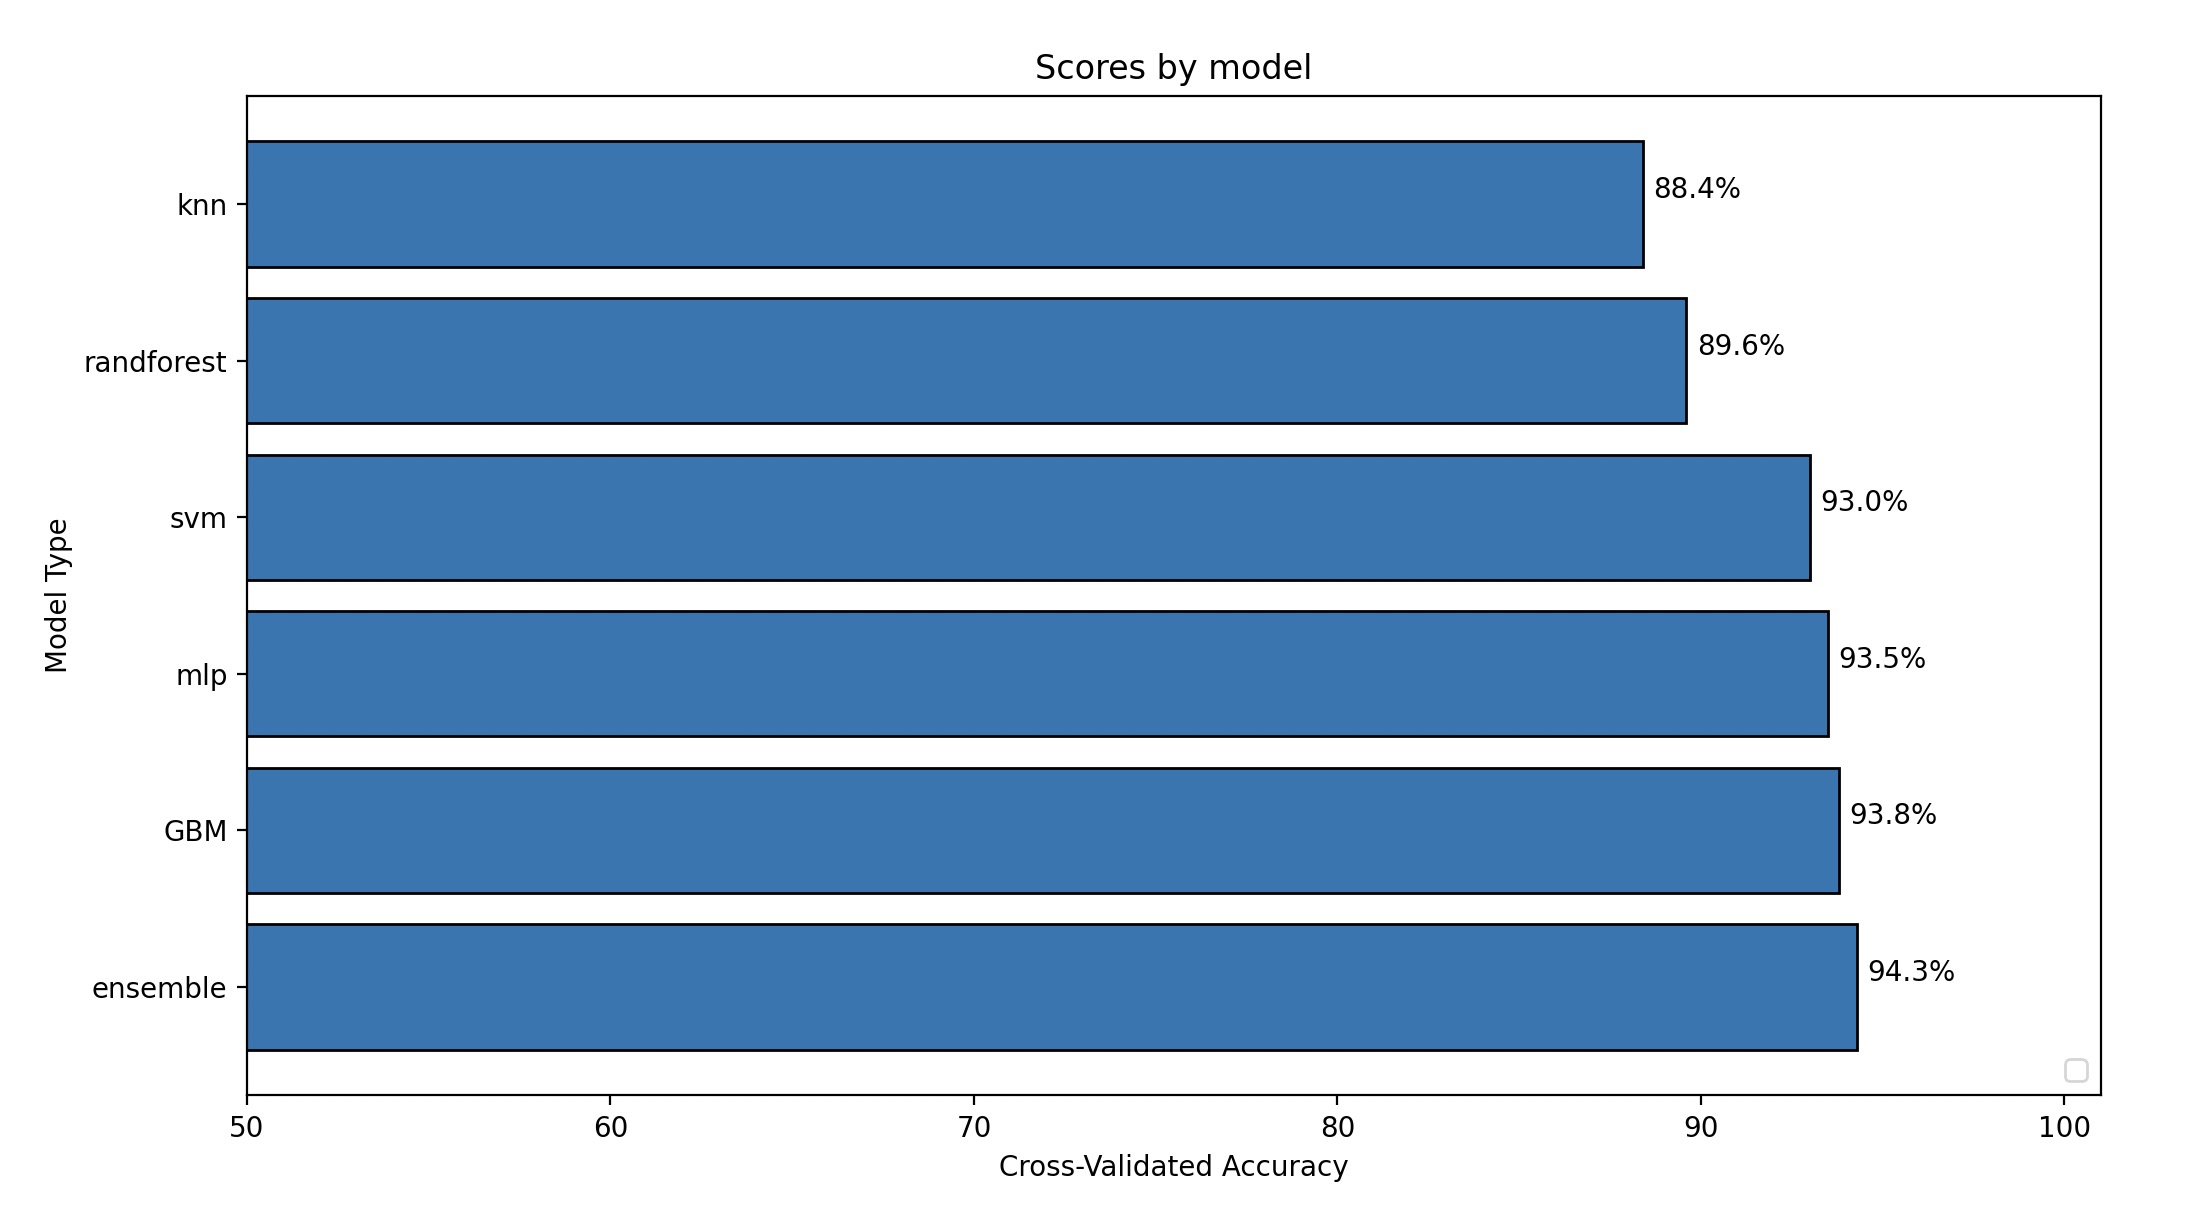 Scores by model
Model Type
knn
88.4%
randforest
89.6%
svm
93.0%
mlp
93.5%
GBM
93.8%
ensemble
94.3%
50 60 70 80 90 100
Cross-Validated Accuracy